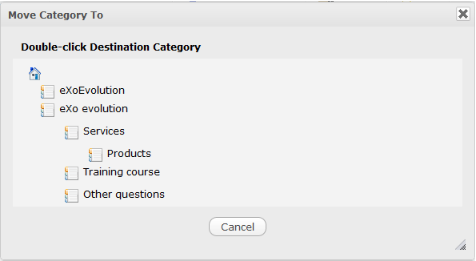 Move Category To
Double-click Destination Category
eXoEvolution
eXo evolution
Services
Products
Training course
Other questions
Cancel